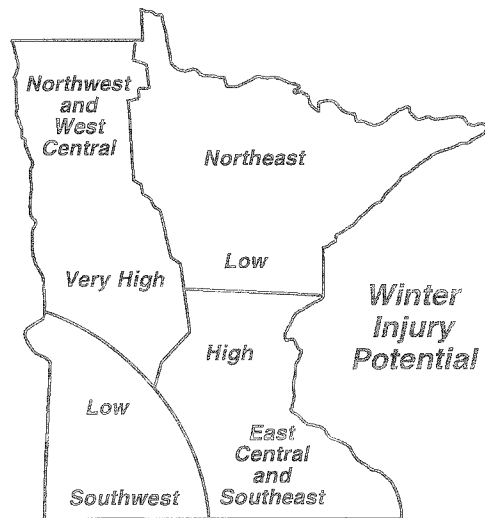 Northwest
and
West
Central
Northeast
Very High
Low
Winter
Injury
Potential
High
Low
East
Central
and
Southeast
Southwest